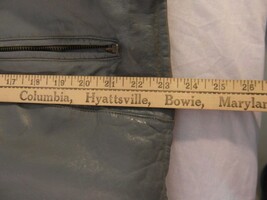 17 18 19 20 21 22 23 24 25 26
Columbia, Hyattsville, Bowie, Marylan